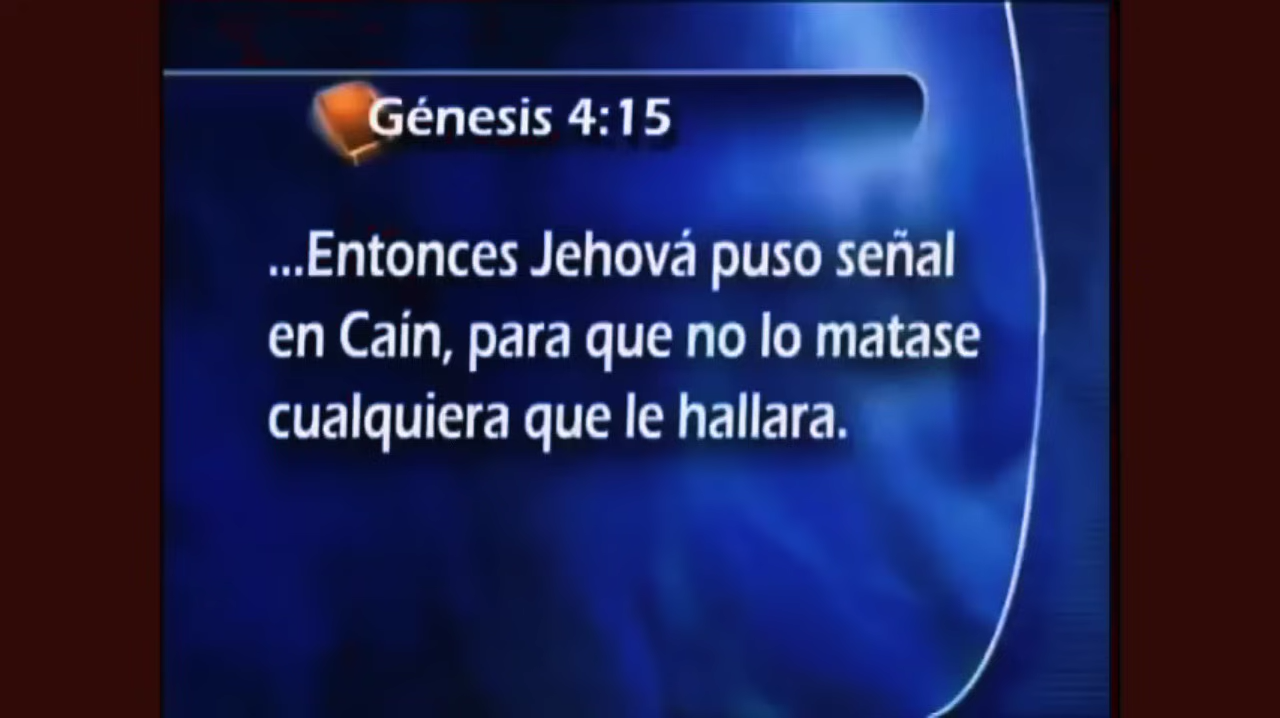 Génesis 4:15
...Entonces Jehová puso señal
en Caín, para que no lo matase
cualquiera que le hallara.